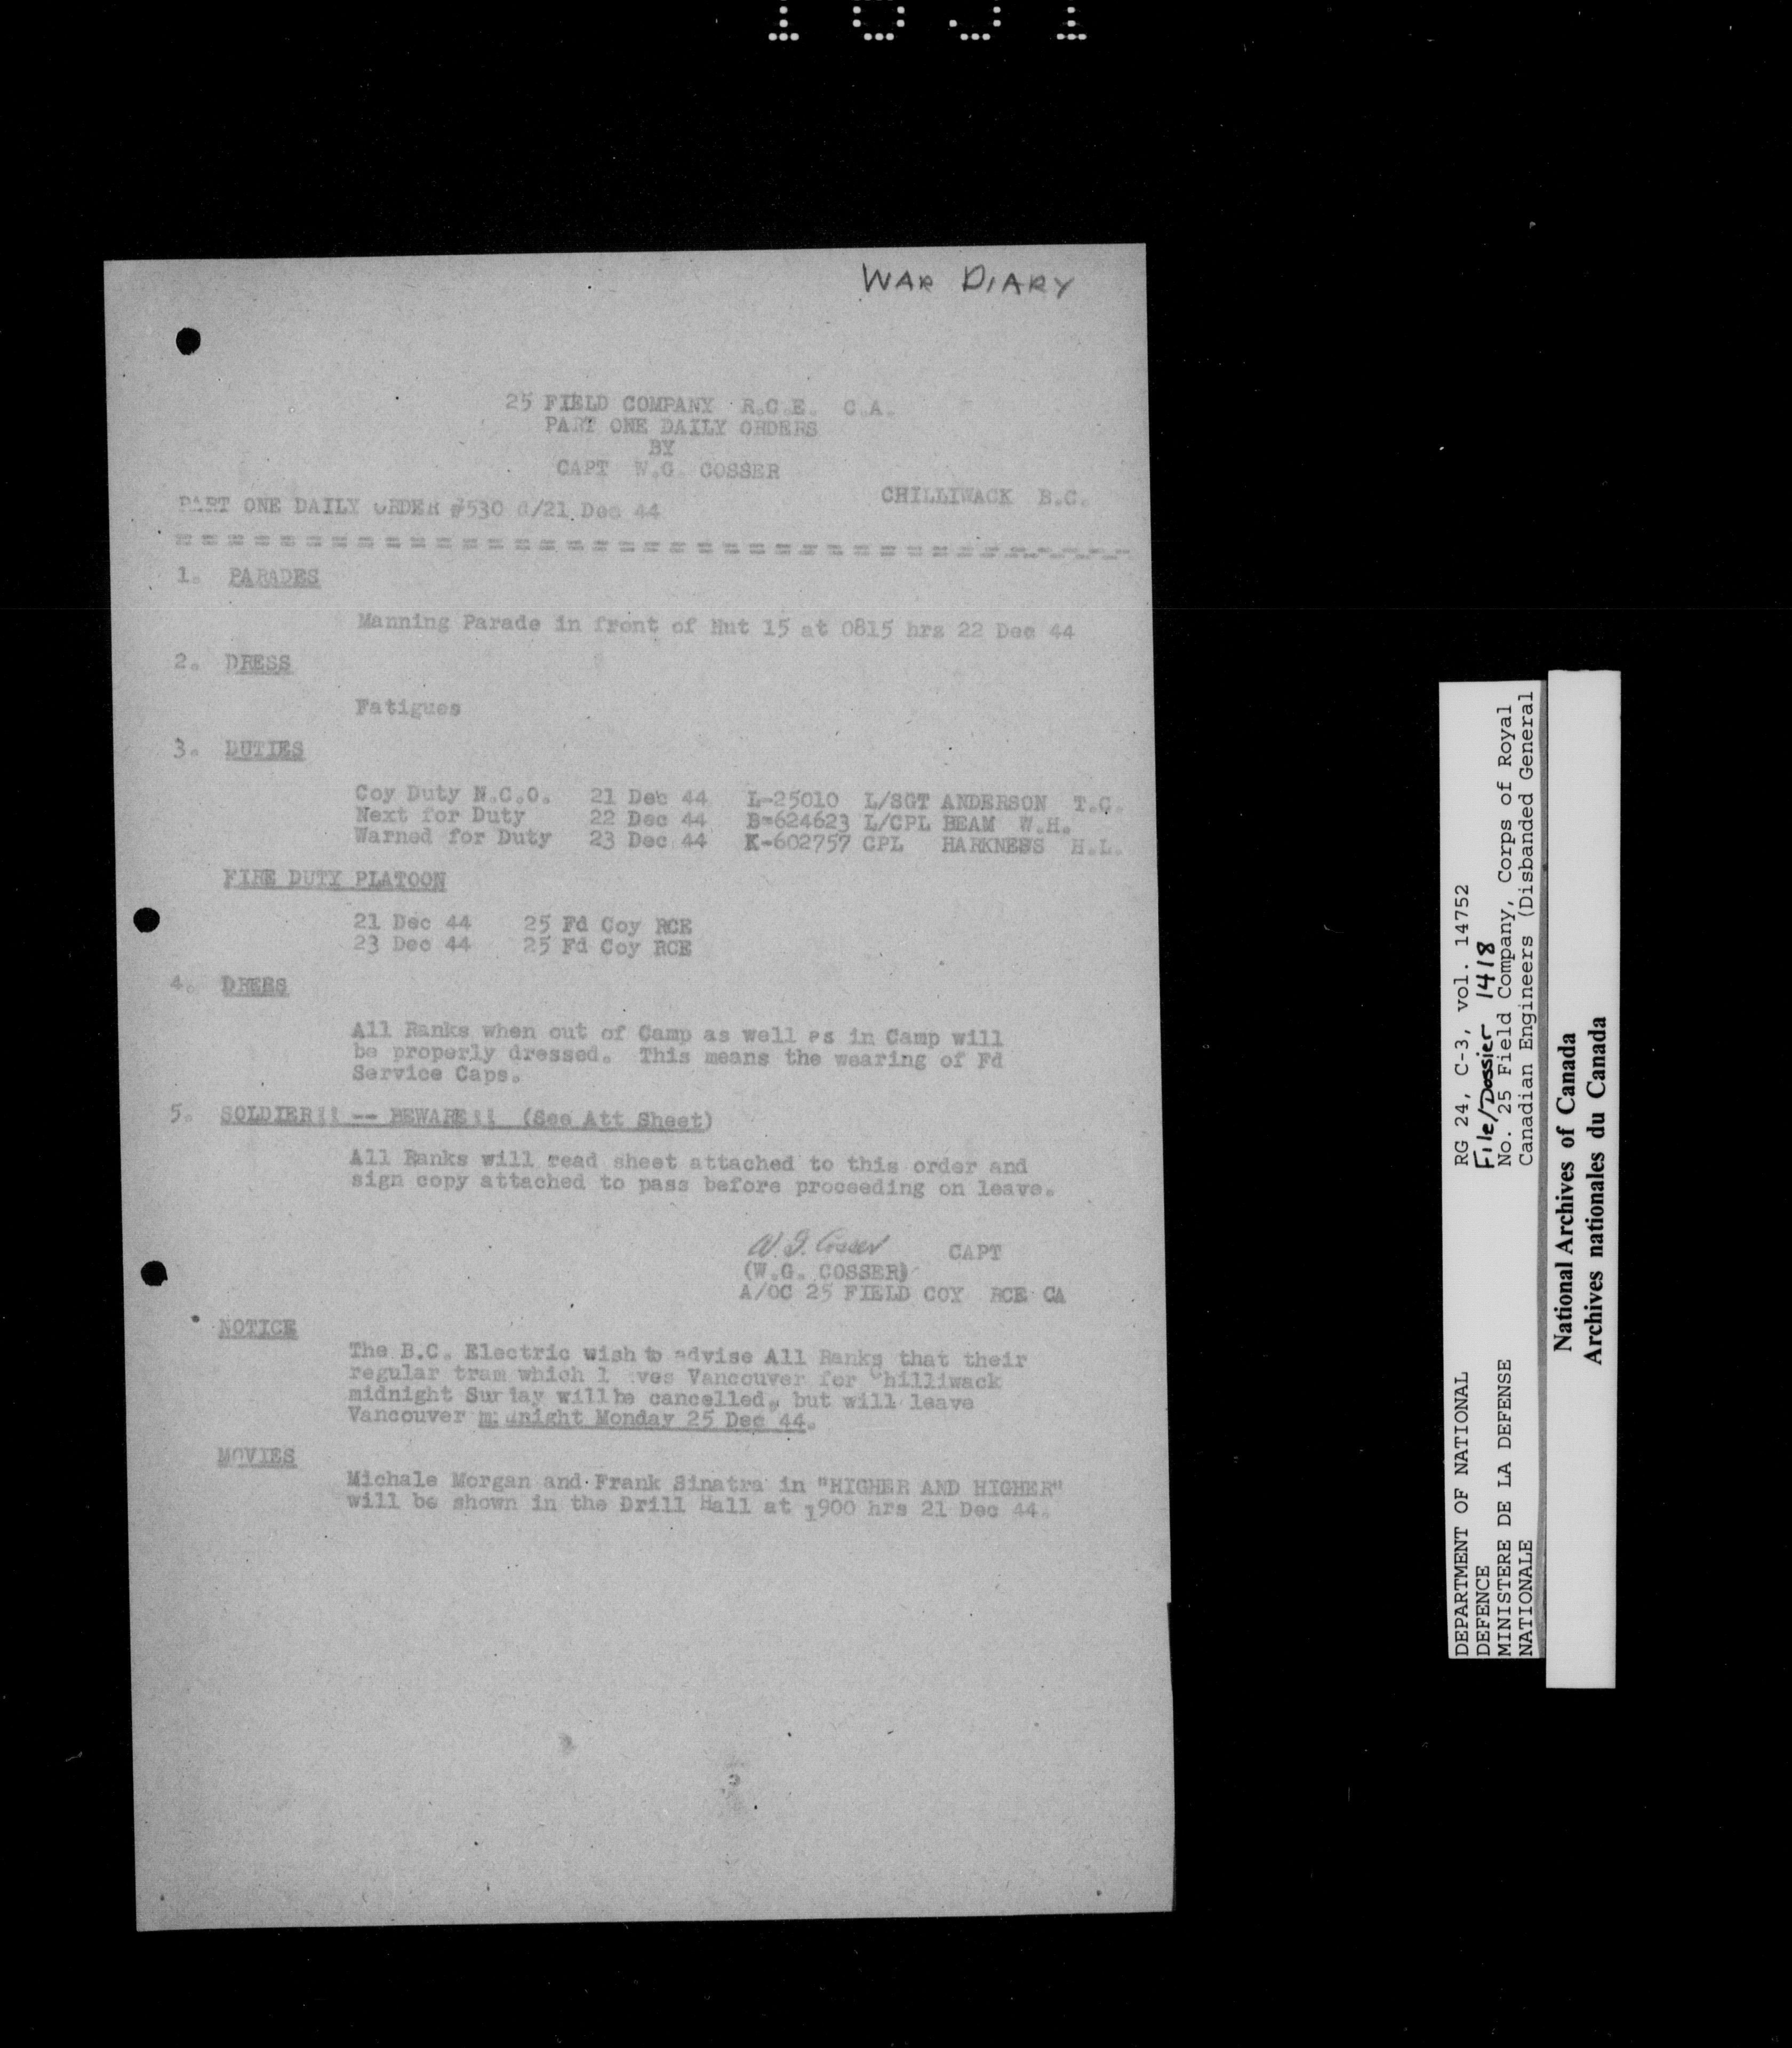 WAR DIARY
25 FIELD COMPANY R.C.E. C.A.
PART ONE DAILY ORDERS
BY
CAPT W.G. COSSER
CHILLIWACK B.C.
PART ONE DAILY ORDER #530 d/21 Dec 44
1. PARADES
Manning Parade in front of Hut 15 at 0815 hrs 22 Dec 44
2. DRESS
Fatigues
3. DUTIES
Coy Duty N.C.O. 21 Dec 44 L-25010 L/SGT ANDERSON T.C.
Next for Duty 22 Dec 44 B-624623 L/CPL BEAM W.H.
Warned for Duty 23 Dec 44 K-602757 CPL HARKNESS H.L.
FIRE DUTY PLATOON
21 Dec 44 25 Fd Coy RCE
23 Dec 44 25 Fd Coy RCE
4. DRESS
All Ranks when out of Camp as well as in Camp will
be properly dressed. This means the wearing of Fd
Service Caps.
5. SOLDIER!! -- BEWARE!! (See Att Sheet)
All Ranks will read sheet attached to this order and
sign copy attached to pass before proceeding on leave.
W.G. Cosser CAPT
(W.G. COSSER)
A/OC 25 FIELD COY RCE CA
NOTICE
The B.C. Electric wish to advise All Ranks that their
regular tram which l ves Vancouver for Chilliwack
midnight Sunday will be cancelled, but will leave
Vancouver midnight Monday 25 Dec 44.
MOVIES
Michale Morgan and Frank Sinatra in "HIGHER AND HIGHER"
will be shown in the Drill Hall at 1900 hrs 21 Dec 44.
DEPARTMENT OF NATIONAL
DEFENCE
MINISTERE DE LA DEFENSE
NATIONALE
RG 24, C-3, vol. 14752
File/Dossier 1418
No. 25 Field Company, Corps of Royal
Canadian Engineers (Disbanded General
National Archives of Canada
Archives nationales du Canada